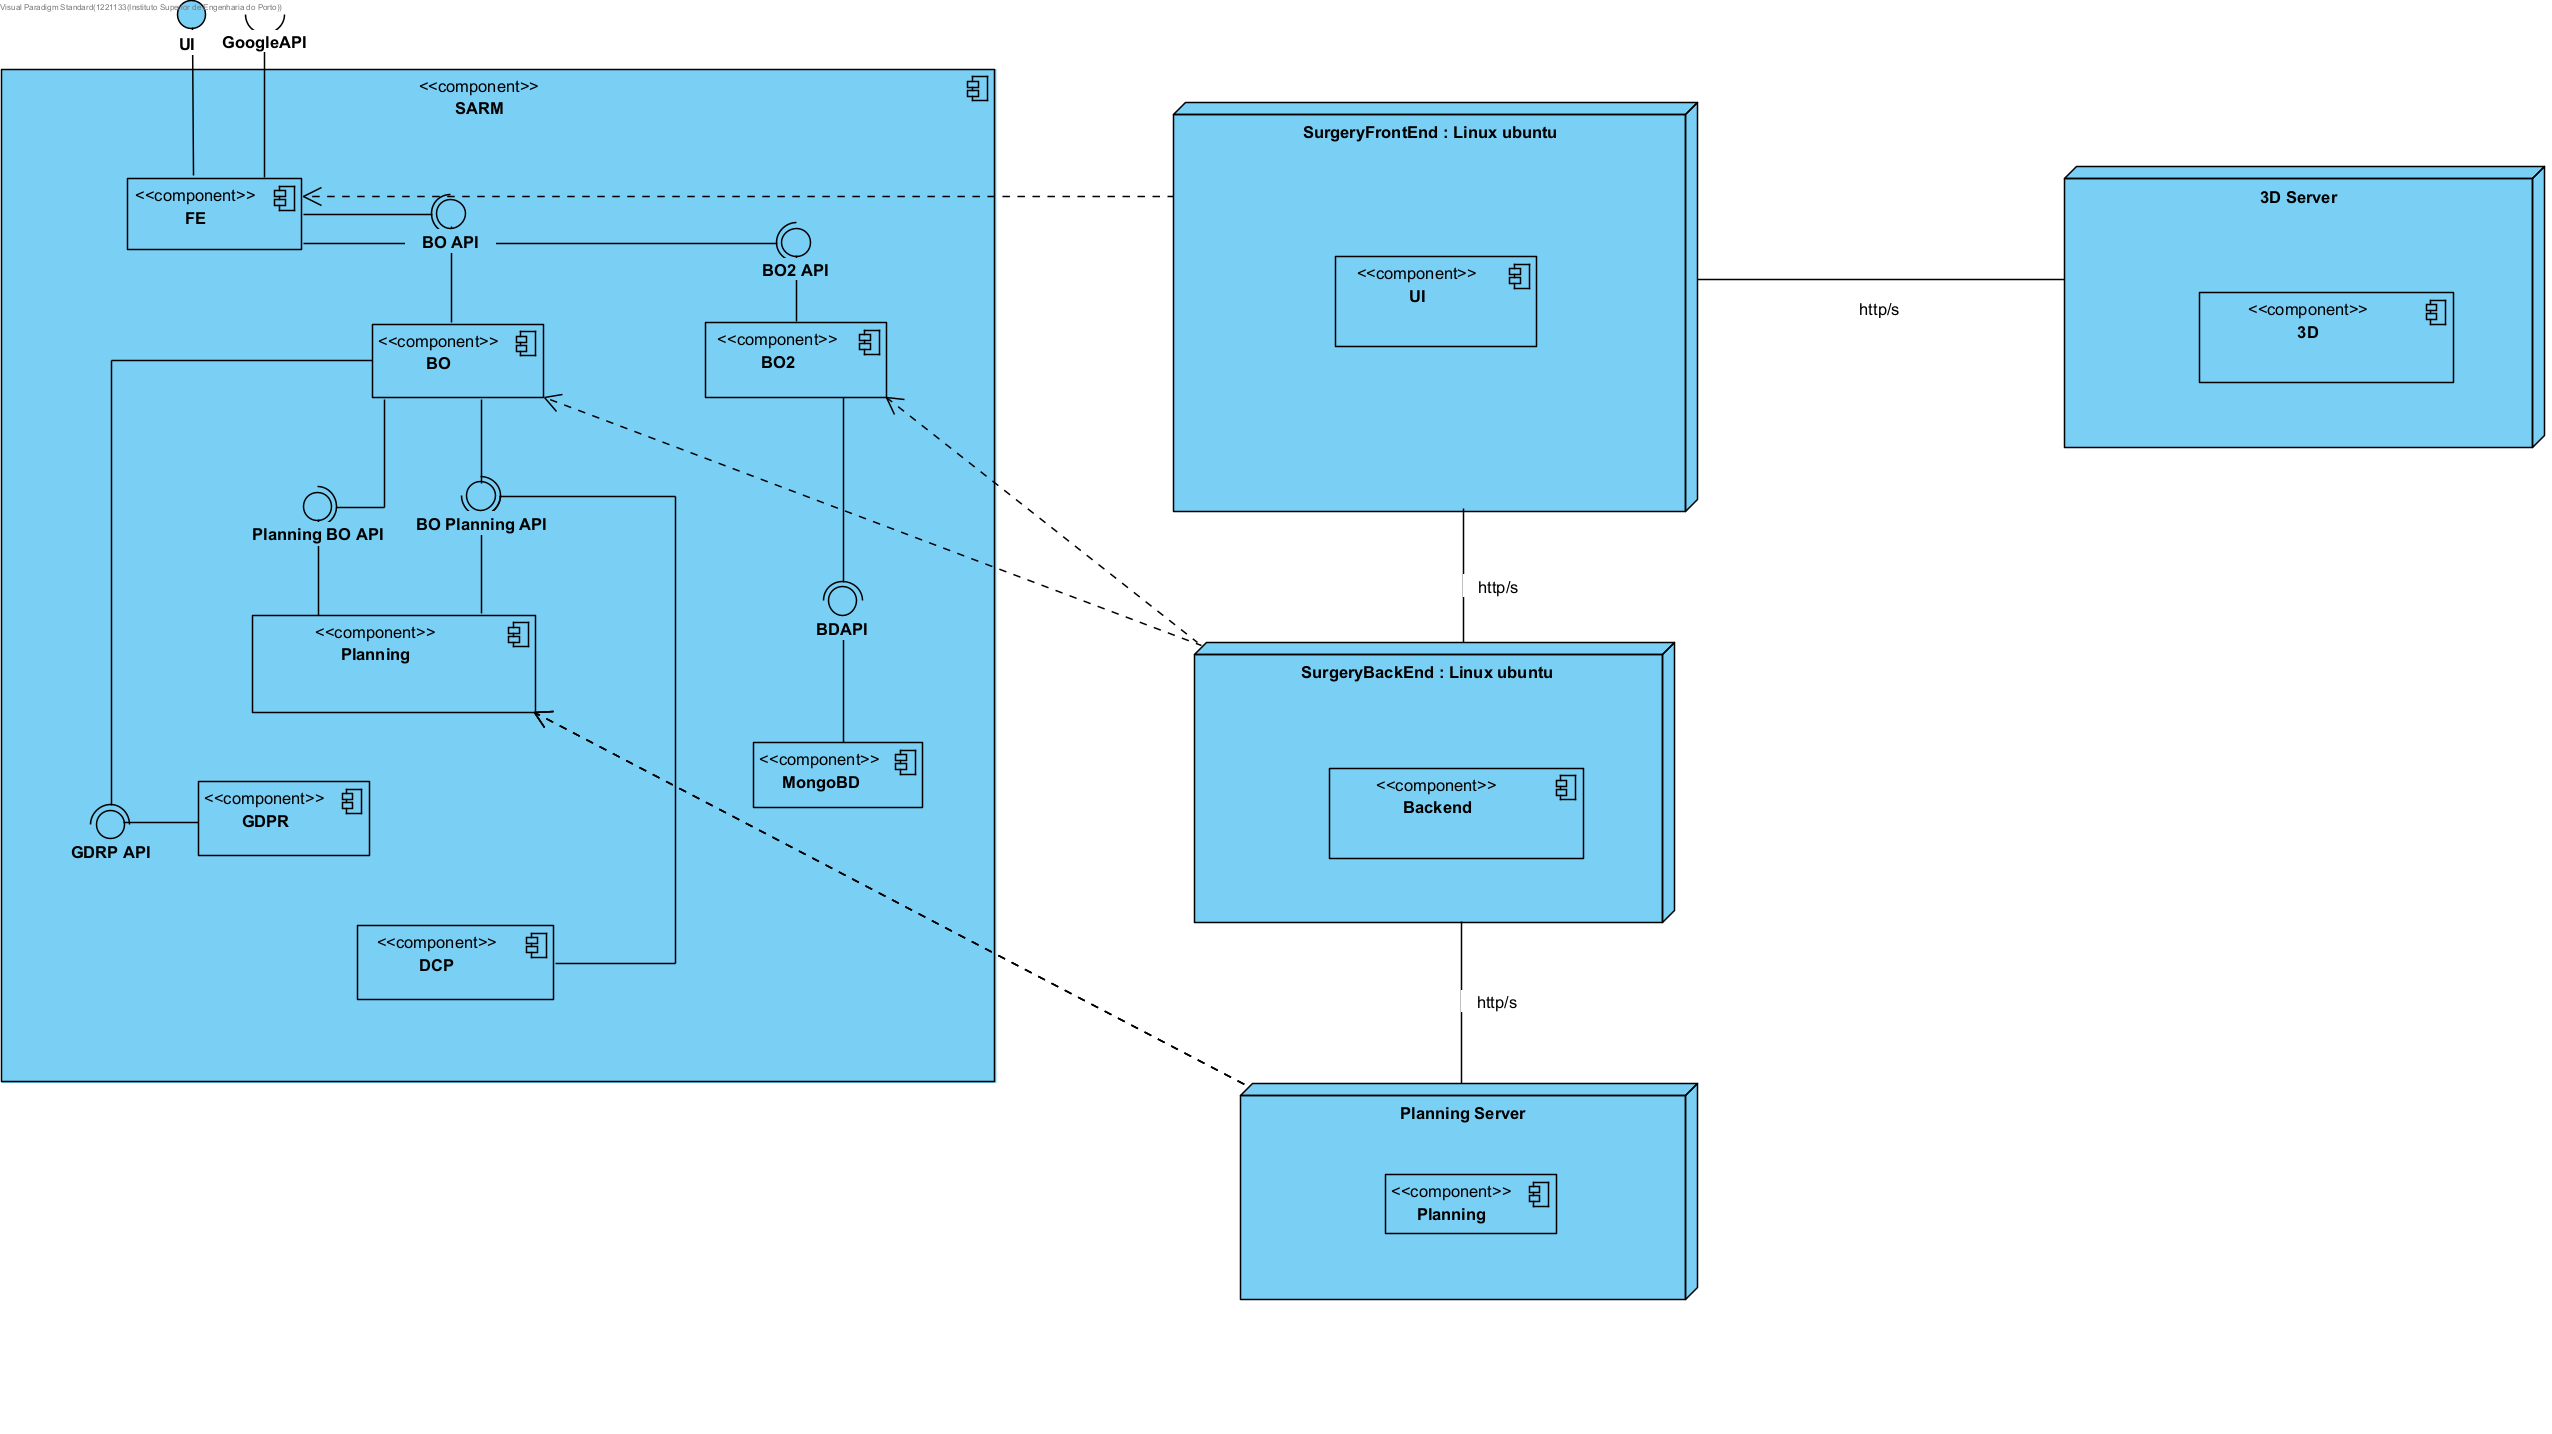 Visual Paradigm Standard(1221133(Instituto Superior de Engenharia do Porto))
UI
GoogleAPI
<<component>>
SARM
<<component>>
FE
BO API
BO2 API
<<component>>
BO
<<component>>
BO2
Planning BO API
BO Planning API
BDAPI
<<component>>
Planning
<<component>>
MongoBD
<<component>>
GDPR
GDRP API
<<component>>
DCP
SurgeryFrontEnd : Linux ubuntu
<<component>>
UI
http/s
3D Server
<<component>>
3D
http/s
SurgeryBackEnd : Linux ubuntu
<<component>>
Backend
http/s
Planning Server
<<component>>
Planning